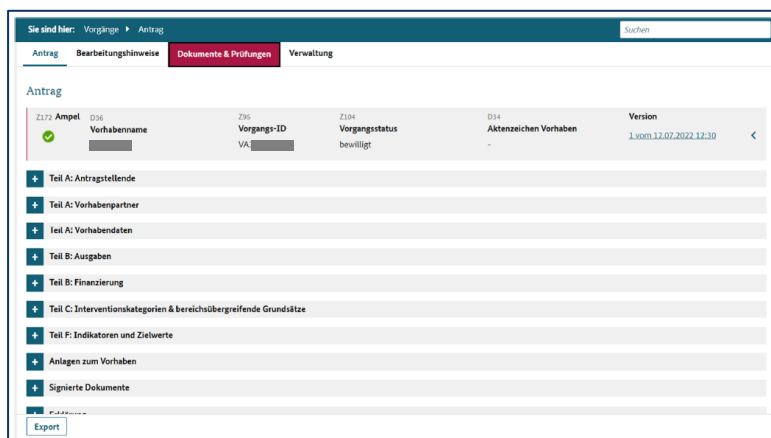 Sie sind hier: Vorgänge ▸ Antrag
Suchen
Antrag Bearbeitungshinweise Dokumente & Prüfungen Verwaltung
Antrag
Z172 Ampel D36 Z95 Z104 D34 Version
Vorhabenname Vorgangs-ID Vorgangsstatus Aktenzeichen Vorhaben
VA bewilligt - 1 vom 12.07.2022 12:30
Teil A: Antragstellende
Teil A: Vorhabenpartner
Teil A: Vorhabendaten
Teil B: Ausgaben
Teil B: Finanzierung
Teil C: Interventionskategorien & bereichsübergreifende Grundsätze
Teil F: Indikatoren und Zielwerte
Anlagen zum Vorhaben
Signierte Dokumente
Export